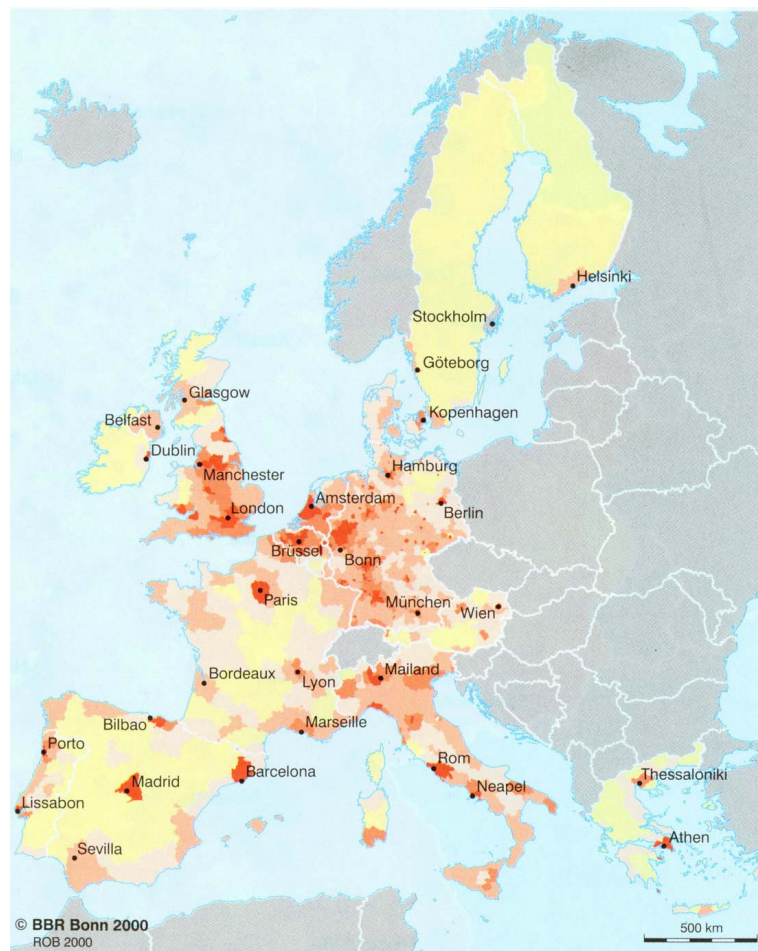 Helsinki
Stockholm
Göteborg
Glasgow
Kopenhagen
Belfast
Dublin
Manchester
Hamburg
Amsterdam
Berlin
London
Brüssel
Bonn
Paris
München
Wien
Bordeaux
Lyon
Mailand
Bilbao
Marseille
Porto
Rom
Madrid
Barcelona
Thessaloniki
Neapel
Lissabon
Athen
Sevilla
© BBR Bonn 2000
ROB 2000
500 km